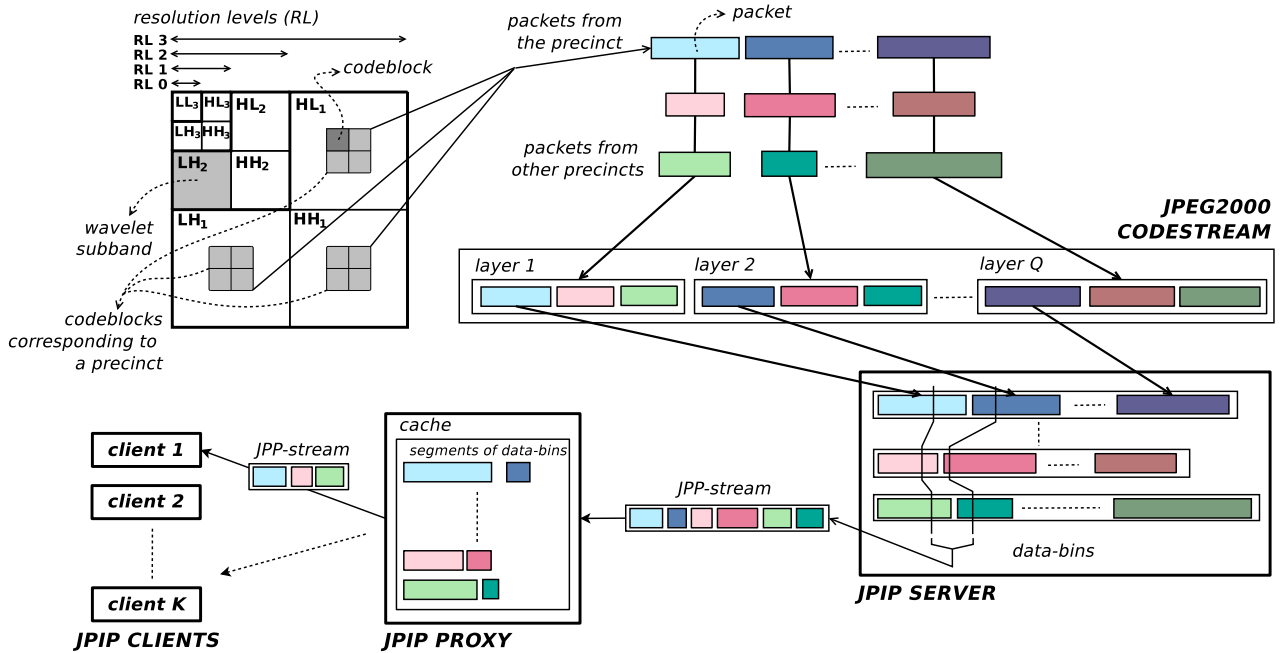 resolution levels (RL)
RL 3
RL 2
RL 1
RL 0
codeblock
LL3
HL3
HL2
HL1
LH3
HH3
LH2
HH2
LH1
HH1
wavelet
subband
codeblocks
corresponding to
a precinct
packets from
the precinct
packet
packets from
other precincts
JPEG2000
CODESTREAM
layer 1
layer 2
layer Q
data-bins
JPIP SERVER
JPP-stream
cache
segments of data-bins
JPIP PROXY
JPP-stream
client 1
client 2
client K
JPIP CLIENTS